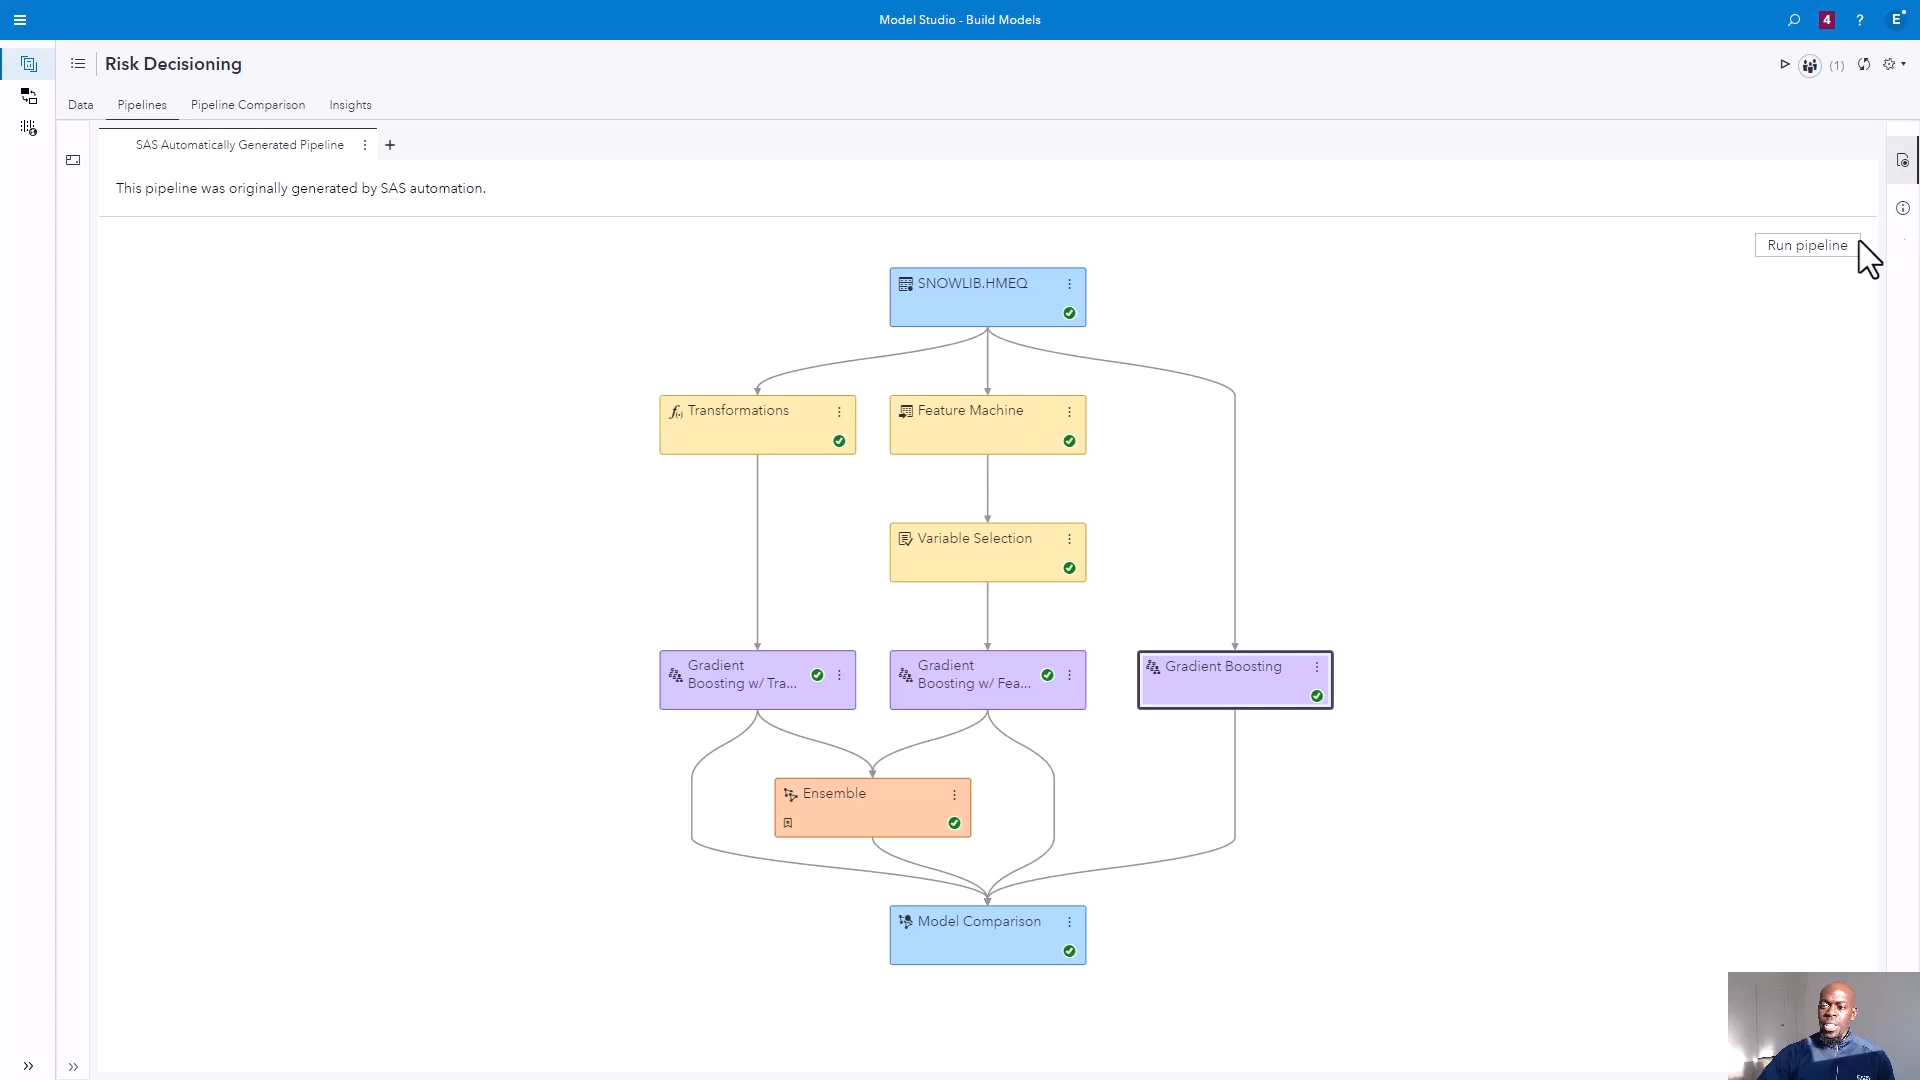 Model Studio - Build Models
4
?
E
Risk Decisioning
(1)
Data
Pipelines
Pipeline Comparison
Insights
SAS Automatically Generated Pipeline
This pipeline was originally generated by SAS automation.
Run pipeline
SNOWLIB.HMEQ
Transformations
Feature Machine
Variable Selection
Gradient
Boosting w/ Tra...
Gradient
Boosting w/ Fea...
Gradient Boosting
Ensemble
Model Comparison